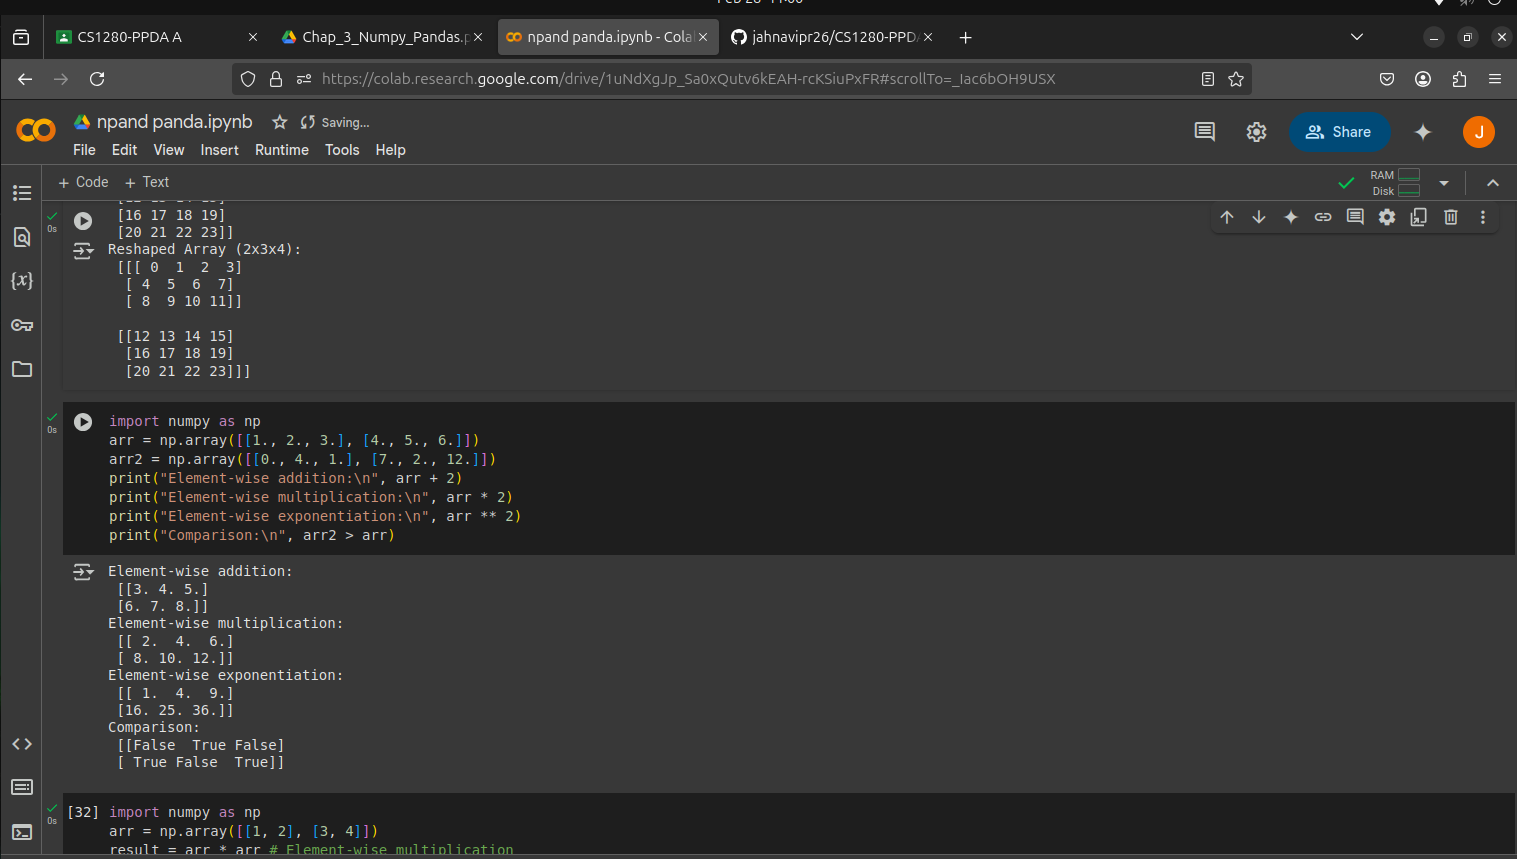 CS1280-PPDA A
Chap_3_Numpy_Pandas.p
npand panda.ipynb - Cola
jahnavipr26/CS1280-PPD
https://colab.research.google.com/drive/1uNdXgJp_Sa0xQutv6kEAH-rcKSiuPxFR#scrollTo=_Iac6bOH9USX
npand panda.ipynb
Saving...
Share
J
File Edit View Insert Runtime Tools Help
+ Code + Text
RAM
Disk
0s
[16 17 18 19]
[20 21 22 23]]
Reshaped Array (2x3x4):
[[[ 0  1  2  3]
[ 4  5  6  7]
[ 8  9 10 11]]
[[12 13 14 15]
[16 17 18 19]
[20 21 22 23]]]
0s
import numpy as np
arr = np.array([[1., 2., 3.], [4., 5., 6.]])
arr2 = np.array([[0., 4., 1.], [7., 2., 12.]])
print("Element-wise addition:\n", arr + 2)
print("Element-wise multiplication:\n", arr * 2)
print("Element-wise exponentiation:\n", arr ** 2)
print("Comparison:\n", arr2 > arr)
Element-wise addition:
[[3. 4. 5.]
[6. 7. 8.]]
Element-wise multiplication:
[[ 2.  4.  6.]
[ 8. 10. 12.]]
Element-wise exponentiation:
[[ 1.  4.  9.]
[16. 25. 36.]]
Comparison:
[[False  True False]
[ True False  True]]
0s
[32] import numpy as np
arr = np.array([[1, 2], [3, 4]])
result = arr * arr # Element-wise multiplication